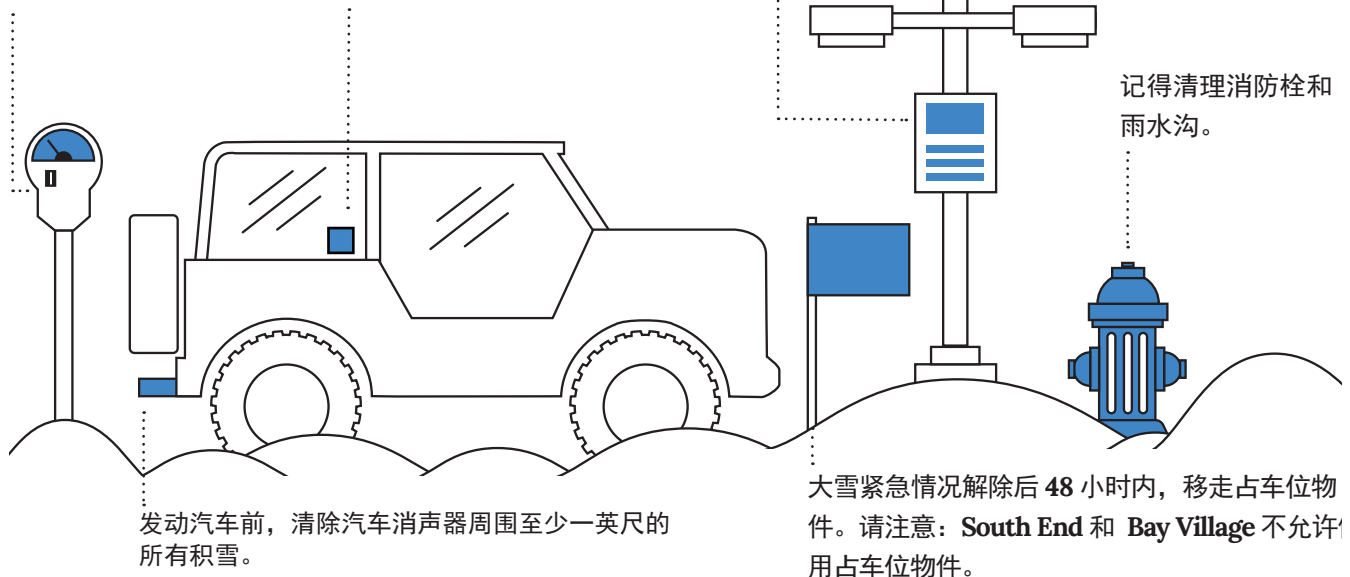 记得清理消防栓和
雨水沟。
发动汽车前，清除汽车消声器周围至少一英尺的
所有积雪。
大雪紧急情况解除后 48 小时内，移走占车位物
件。请注意：South End 和 Bay Village 不允许
用占车位物件。